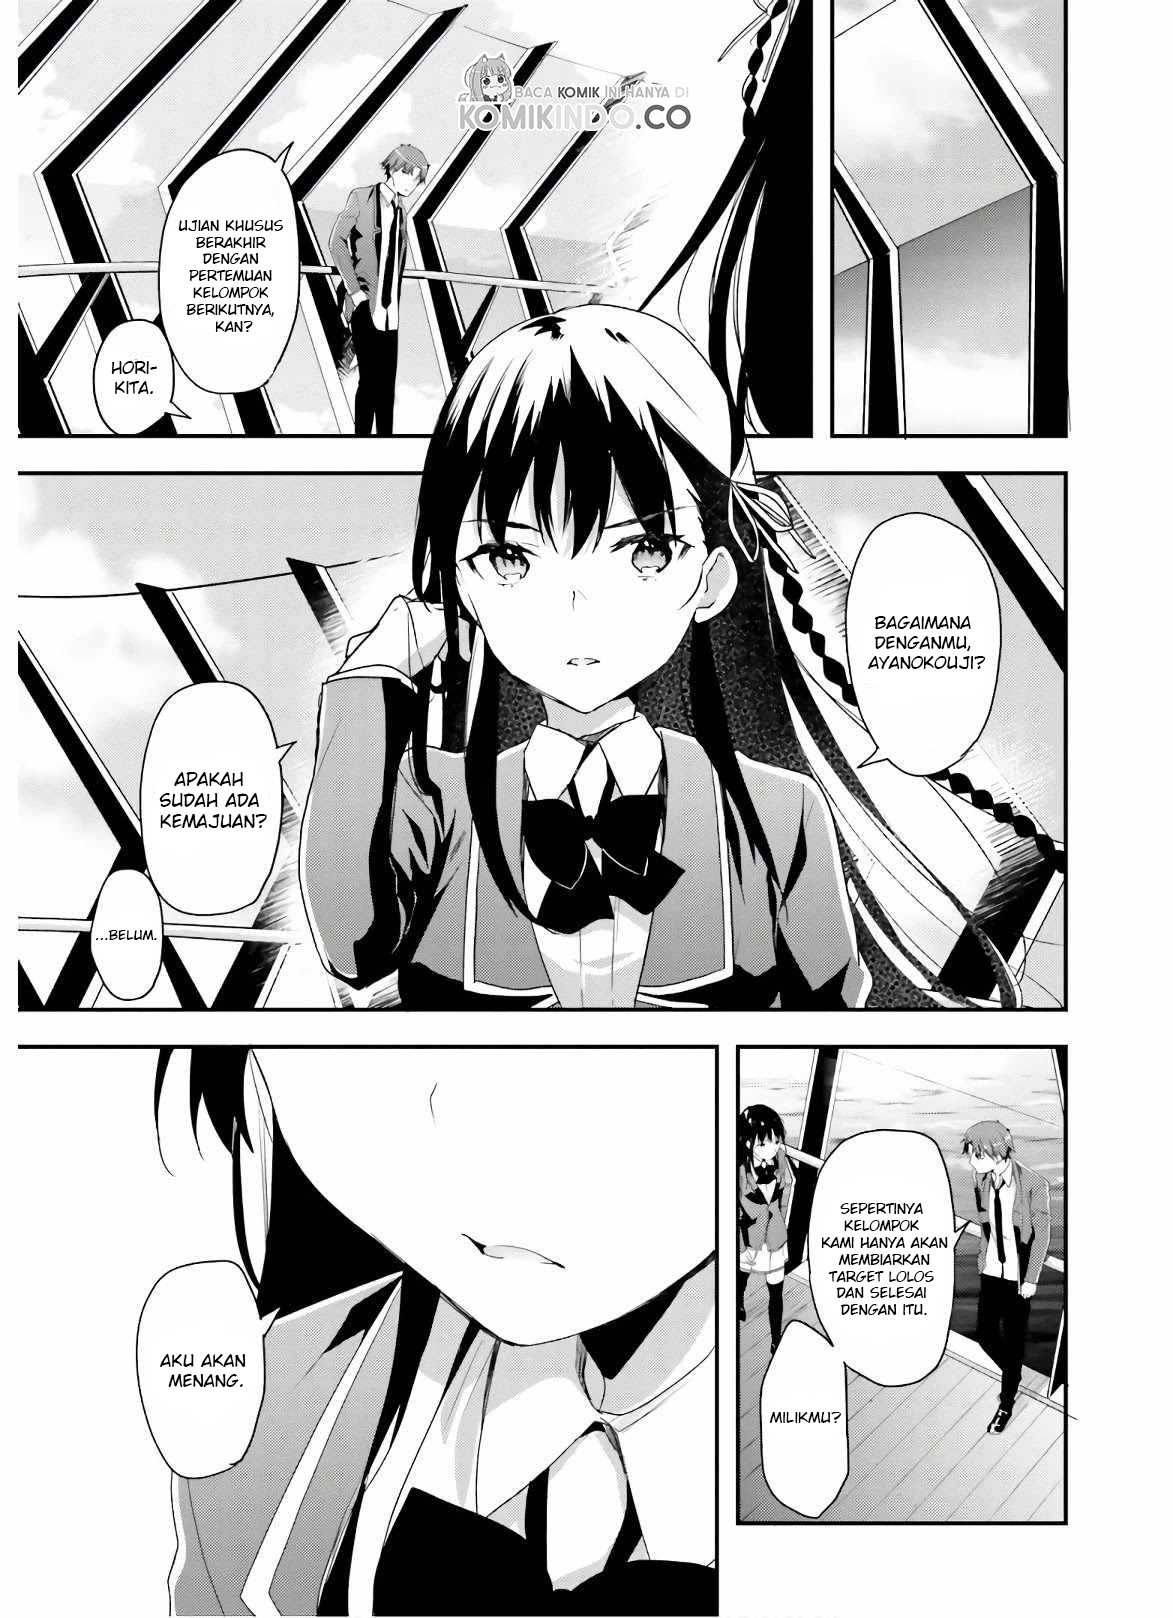 BACA KOMIK INI HANYA DI
KOMIKINDO.CO
UJIAN KHUSUS
BERAKHIR
DENGAN
PERTEMUAN
KELOMPOK
BERIKUTNYA,
KAN?
HORI-
KITA.
BAGAIMANA
DENGANMU,
AYANOKOUJI?
APAKAH
SUDAH ADA
KEMAJUAN?
...BELUM.
SEPERTINYA
KELOMPOK
KAMI HANYA AKAN
MEMBIARKAN
TARGET LOLOS
DAN SELESAI
DENGAN ITU.
MILIKMU?
AKU AKAN
MENANG.